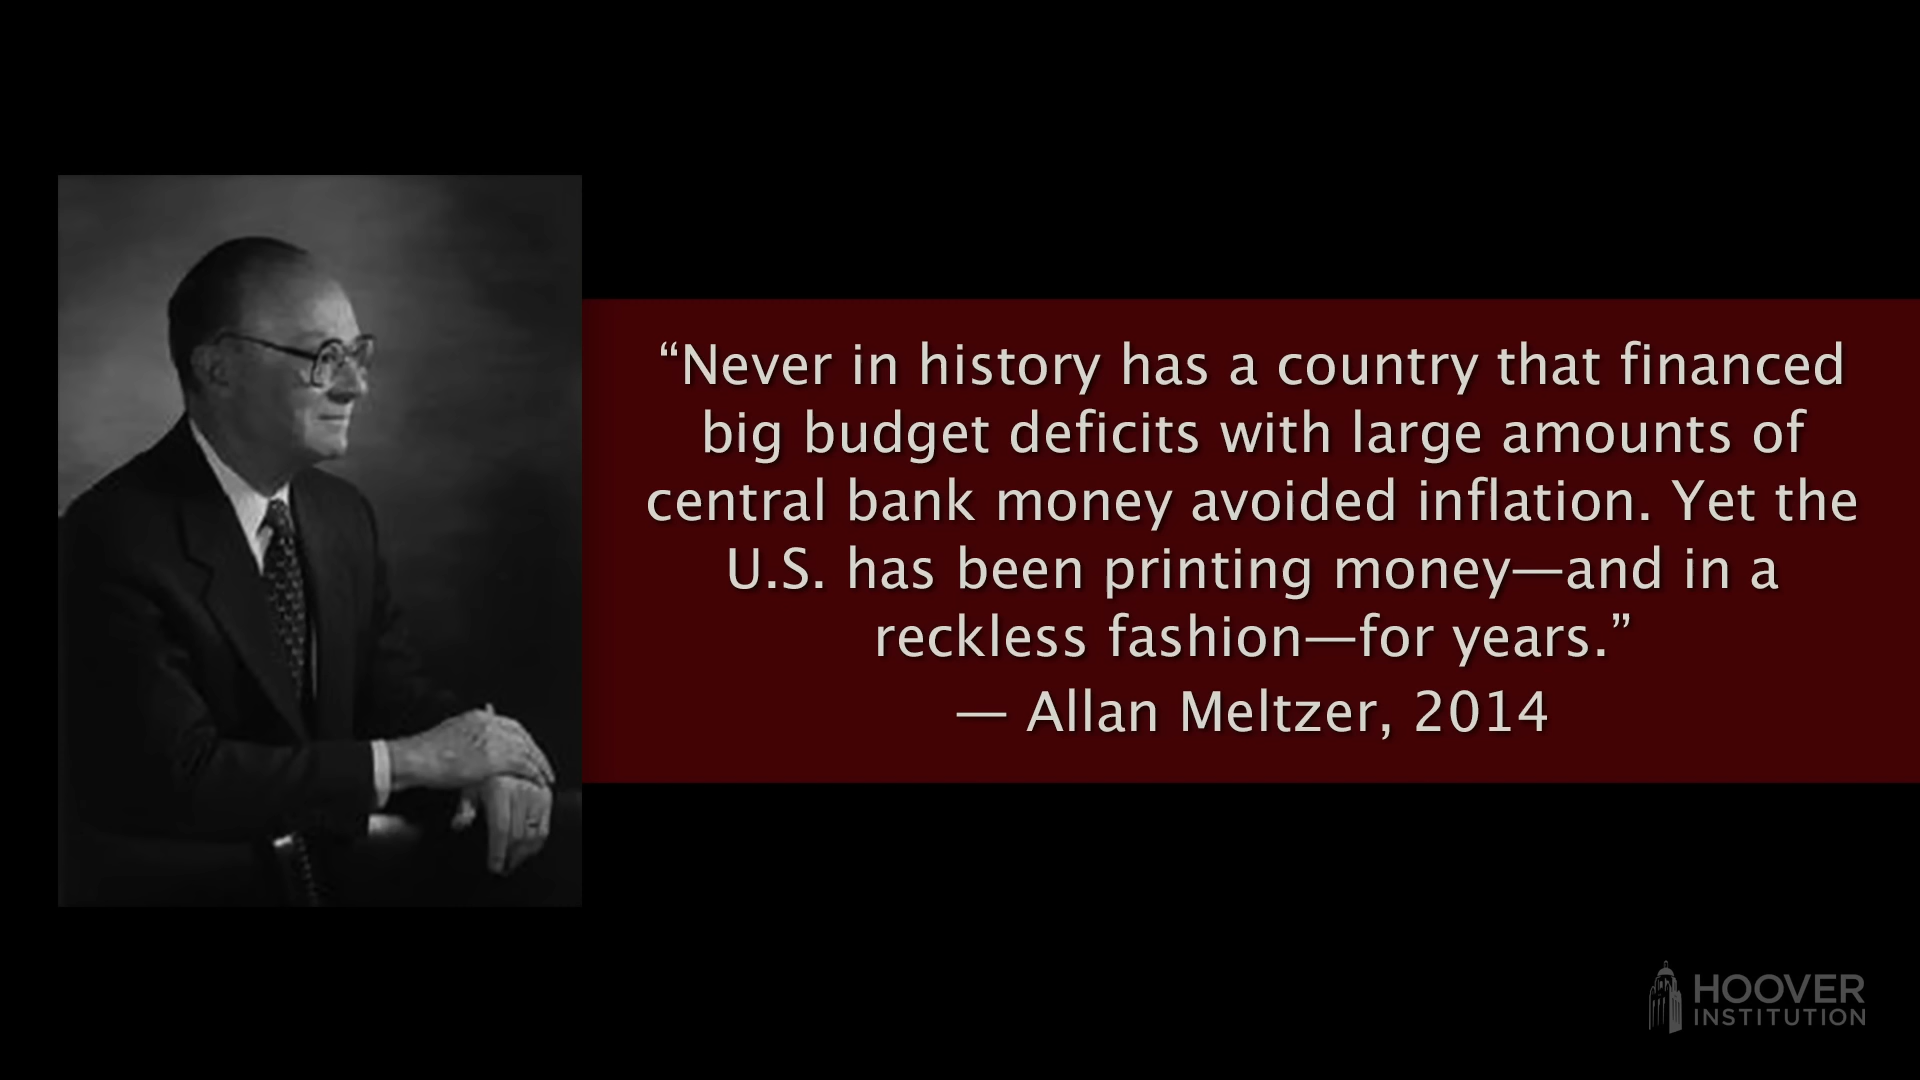 “Never in history has a country that financed
big budget deficits with large amounts of
central bank money avoided inflation. Yet the
U.S. has been printing money—and in a
reckless fashion—for years.”
— Allan Meltzer, 2014
HOOVER
INSTITUTION